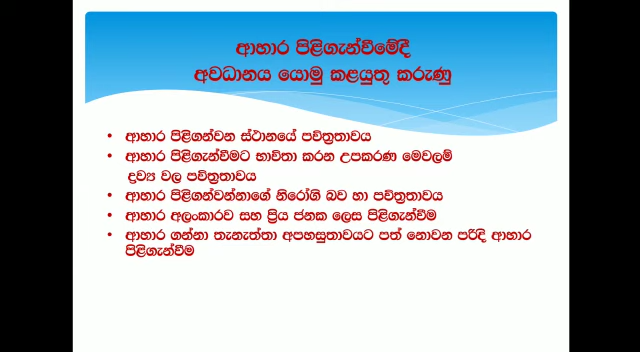 ආහාර පිළිගැන්වීමේදී
අවධානය යොමු කළයුතු කරුණු
• ආහාර පිළිගන්වන ස්ථානයේ පවිත්‍රතාවය
• ආහාර පිළිගැන්වීමට භාවිතා කරන උපකරණ මෙවලම්
ද්‍රව්‍ය වල පවිත්‍රතාවය
• ආහාර පිළිගන්වන්නාගේ නිරෝගි බව හා පවිත්‍රතාවය
• ආහාර අලංකාරව සහ ප්‍රිය ජනක ලෙස පිළිගැන්වීම
• ආහාර ගන්නා තැනැත්තා අපහසුතාවයට පත් නොවන පරිදි ආහාර
පිළිගැන්වීම